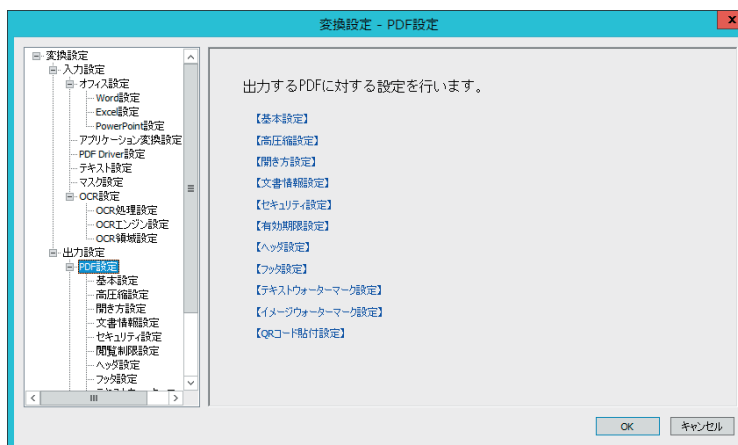 変換設定 - PDF設定
x
変換設定
入力設定
オフィス設定
Word設定
Excel設定
PowerPoint設定
アプリケーション変換設定
PDF Driver設定
テキスト設定
マスク設定
OCR設定
OCR処理設定
OCRエンジン設定
OCR領域設定
出力設定
PDF設定
基本設定
高圧縮設定
開き方設定
文書情報設定
セキュリティ設定
閲覧制限設定
ヘッダ設定
フッタ設定
出力するPDFに対する設定を行います。
【基本設定】
【高圧縮設定】
【開き方設定】
【文書情報設定】
【セキュリティ設定】
【有効期限設定】
【ヘッダ設定】
【フッタ設定】
【テキストウォーターマーク設定】
【イメージウォーターマーク設定】
【QRコード貼付設定】
OK
キャンセル